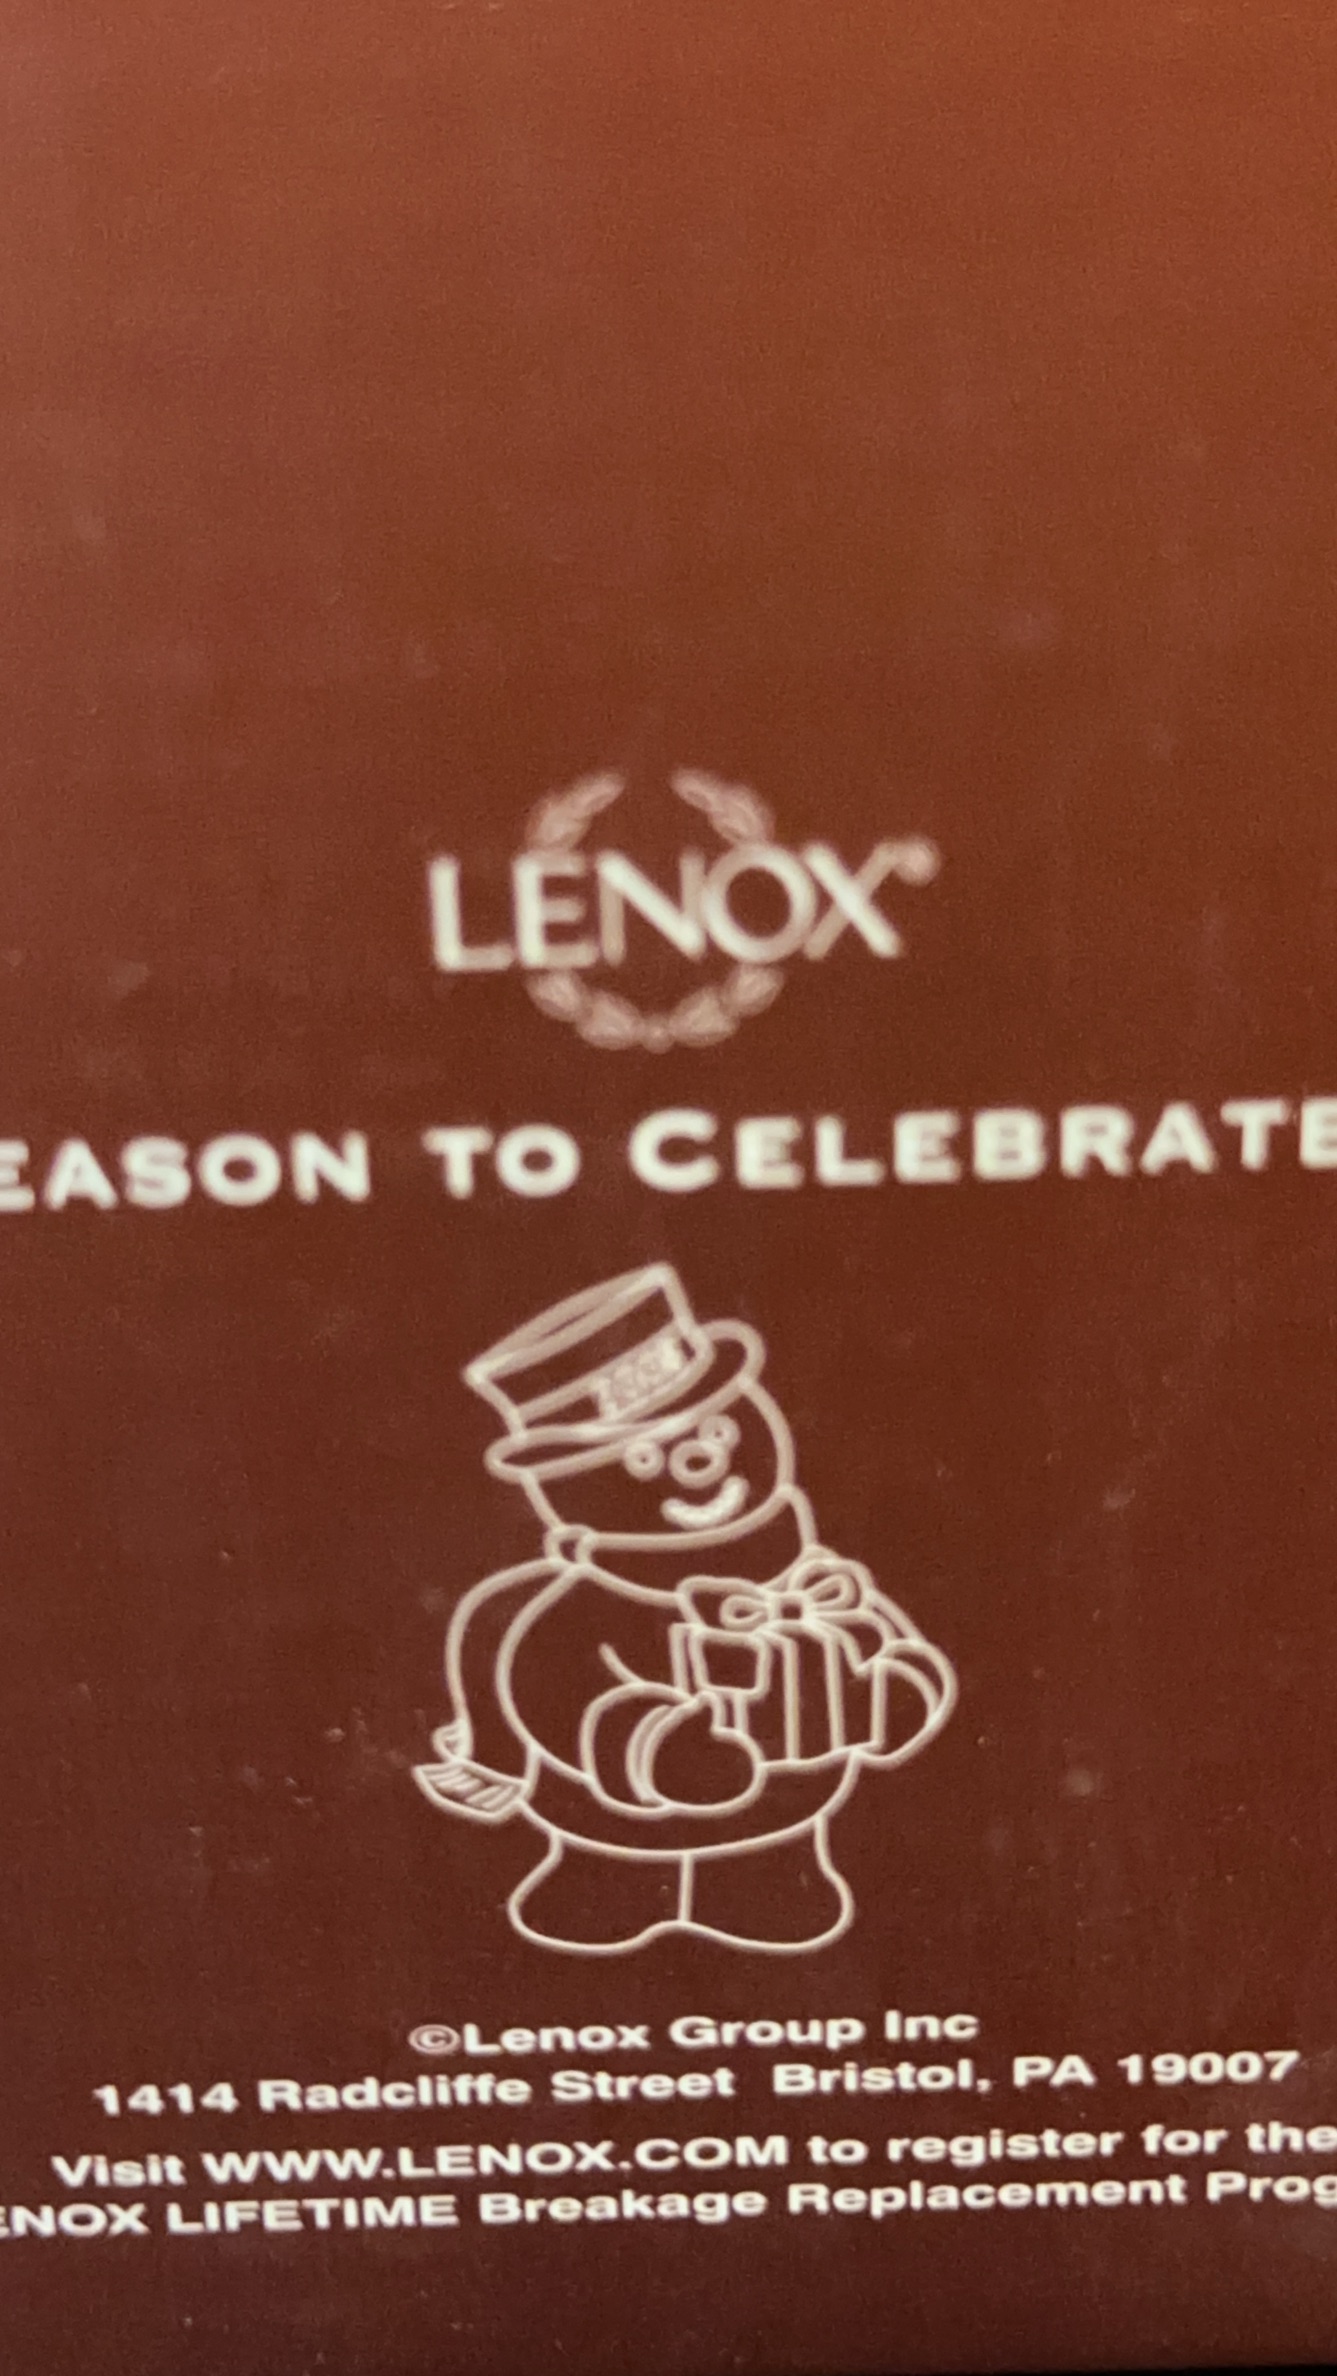 LENOX®
EASON TO CELEBRATE
©Lenox Group Inc
1414 Radcliffe Street Bristol, PA 19007
Visit WWW.LENOX.COM to register for the
ENOX LIFETIME Breakage Replacement Prog